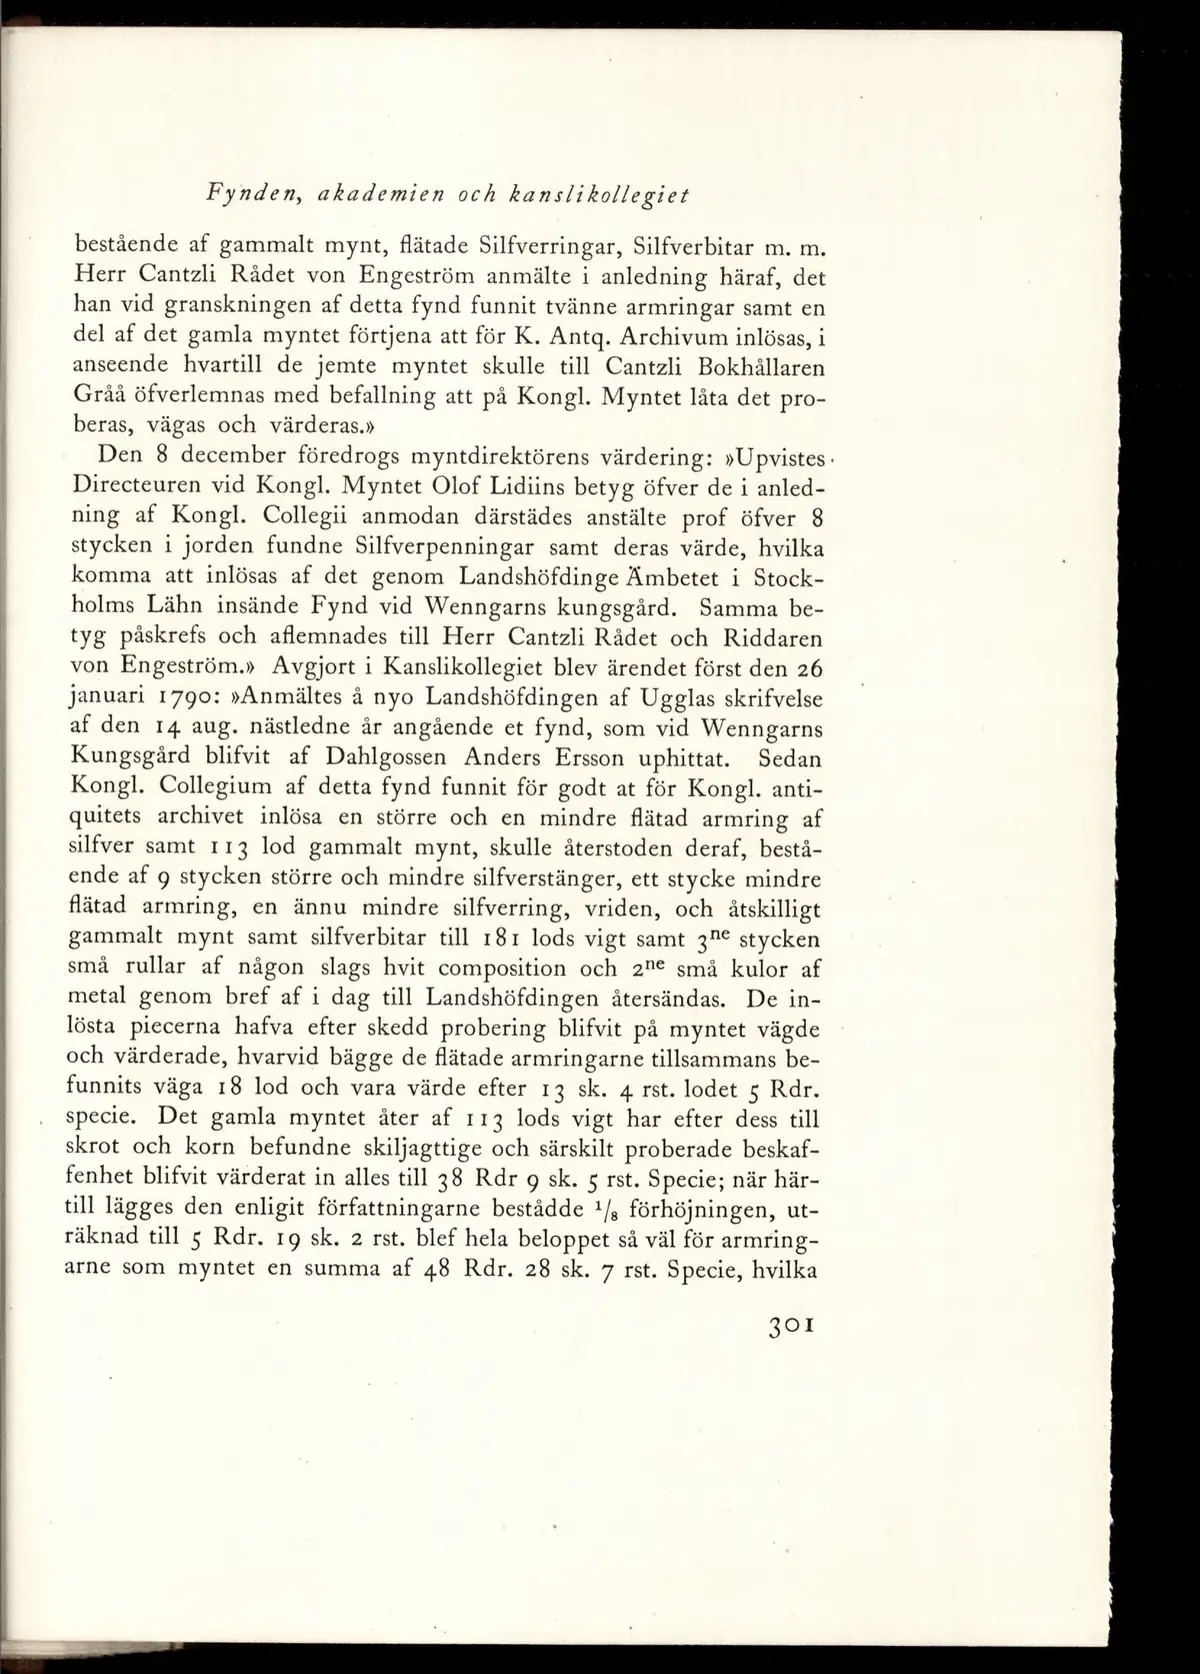 Fynden, akademien och kanslikollegiet
bestående af gammalt mynt, flätade Silfverringar, Silfverbitar m. m.
Herr Cantzli Rådet von Engeström anmälte i anledning häraf, det
han vid granskningen af detta fynd funnit tvänne armringar samt en
del af det gamla myntet förtjena att för K. Antq. Archivum inlösas, i
anseende hvartill de jemte myntet skulle till Cantzli Bokhållaren
Gråå öfverlemnas med befallning att på Kongl. Myntet låta det pro-
beras, vägas och värderas.»
Den 8 december föredrogs myntdirektörens värdering: »Upvistes
Directeuren vid Kongl. Myntet Olof Lidiins betyg öfver de i anled-
ning af Kongl. Collegii anmodan därstädes anstälte prof öfver 8
stycken i jorden fundne Silfverpenningar samt deras värde, hvilka
komma att inlösas af det genom Landshöfdinge Ämbetet i Stock-
holms Lähn insände Fynd vid Wenngarns kungsgård. Samma be-
tyg påskrefs och aflemnades till Herr Cantzli Rådet och Riddaren
von Engeström.» Avgjort i Kanslikollegiet blev ärendet först den 26
januari 1790: »Anmältes å nyo Landshöfdingen af Ugglas skrifvelse
af den 14 aug. nästledne år angående et fynd, som vid Wenngarns
Kungsgård blifvit af Dahlgossen Anders Ersson uphittat. Sedan
Kongl. Collegium af detta fynd funnit för godt at för Kongl. anti-
quitets archivet inlösa en större och en mindre flätad armring af
silfver samt 113 lod gammalt mynt, skulle återstoden deraf, bestå-
ende af 9 stycken större och mindre silfverstänger, ett stycke mindre
flätad armring, en ännu mindre silfverring, vriden, och åtskilligt
gammalt mynt samt silfverbitar till 181 lods vigt samt 3ne stycken
små rullar af någon slags hvit composition och 2ne små kulor af
metal genom bref af i dag till Landshöfdingen återsändas. De in-
lösta piecerna hafva efter skedd probering blifvit på myntet vägde
och värderade, hvarvid bägge de flätade armringarne tillsammans be-
funnits väga 18 lod och vara värde efter 13 sk. 4 rst. lodet 5 Rdr.
specie. Det gamla myntet åter af 113 lods vigt har efter dess till
skrot och korn befundne skiljagttige och särskilt proberade beskaf-
fenhet blifvit värderat in alles till 38 Rdr 9 sk. 5 rst. Specie; när här-
till lägges den enligit författningarne bestådde 1/8 förhöjningen, ut-
räknad till 5 Rdr. 19 sk. 2 rst. blef hela beloppet så väl för armring-
arne som myntet en summa af 48 Rdr. 28 sk. 7 rst. Specie, hvilka
301